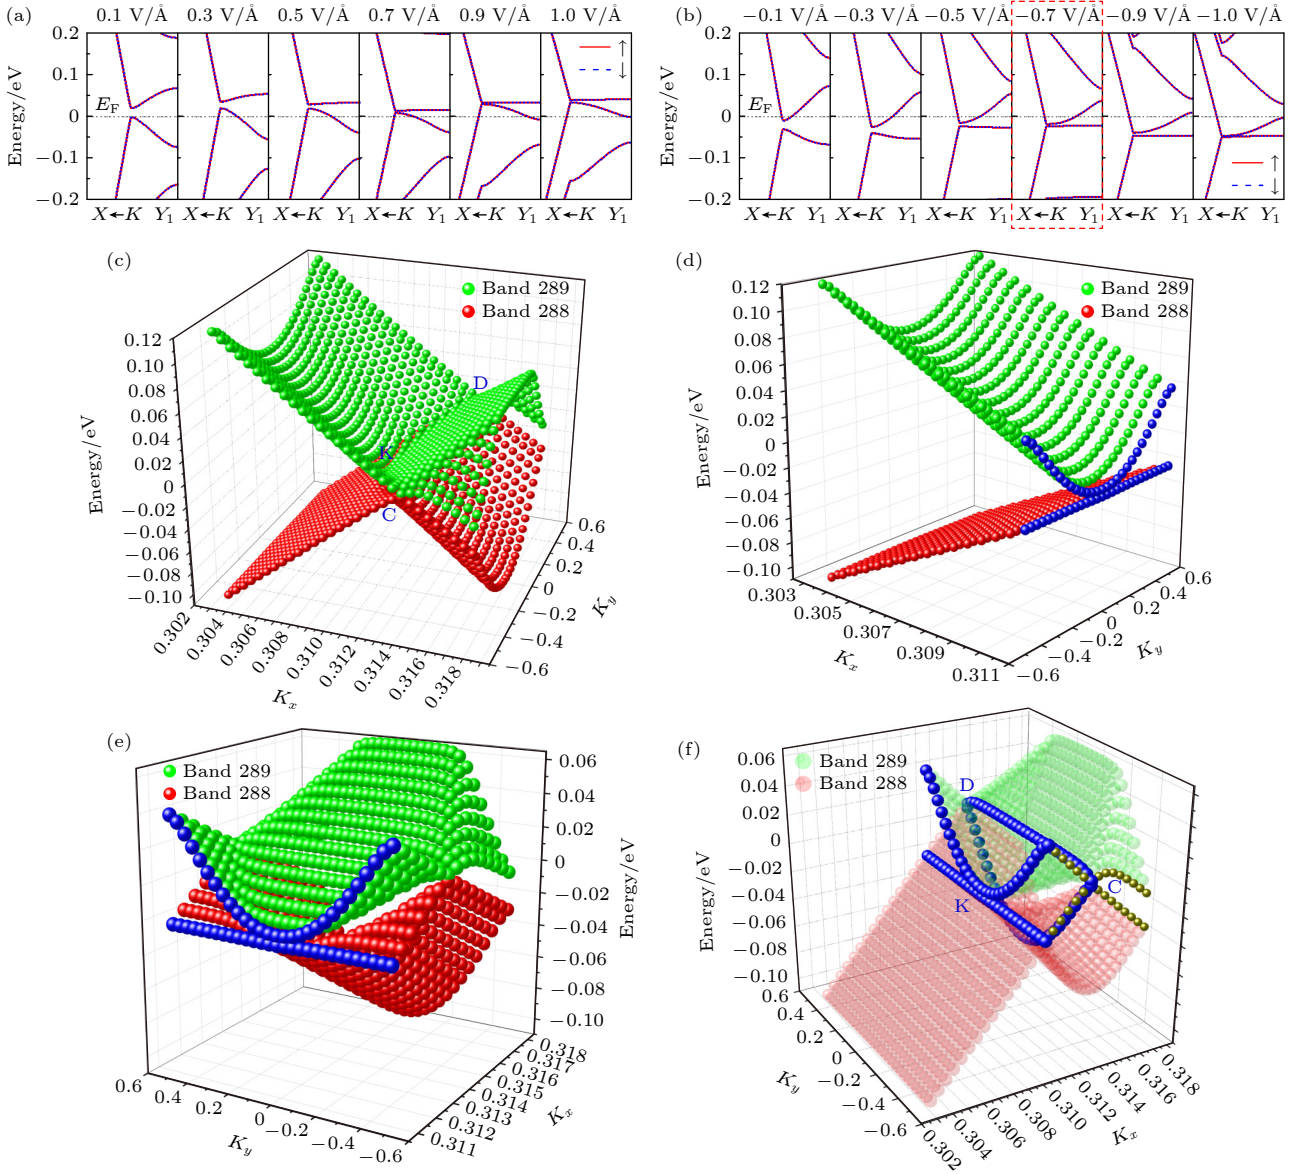 (a)
0.1 V/Å 0.3 V/Å 0.5 V/Å 0.7 V/Å 0.9 V/Å 1.0 V/Å
Energy/eV
0.2
0.1
0
−0.1
−0.2
E_F
↑
↓
X←K Y₁ X←K Y₁ X←K Y₁ X←K Y₁ X←K Y₁ X←K Y₁
(b)
−0.1 V/Å −0.3 V/Å −0.5 V/Å −0.7 V/Å −0.9 V/Å −1.0 V/Å
Energy/eV
0.2
0.1
0
−0.1
−0.2
E_F
↑
↓
X←K Y₁ X←K Y₁ X←K Y₁ X←K Y₁ X←K Y₁ X←K Y₁
(c)
Band 289
Band 288
Energy/eV
0.12
0.10
0.08
0.06
0.04
0.02
0
−0.02
−0.04
−0.06
−0.08
−0.10
D
K
C
0.302
0.304
0.306
0.308
0.310
0.312
0.314
0.316
0.318
K_x
0.6
0.4
0.2
0
−0.2
−0.4
−0.6
K_y
(d)
Band 289
Band 288
Energy/eV
0.12
0.10
0.08
0.06
0.04
0.02
0
−0.02
−0.04
−0.06
−0.08
−0.10
0.303
0.305
0.307
0.309
0.311
K_x
0.6
0.4
0.2
0
−0.2
−0.4
−0.6
K_y
(e)
Band 289
Band 288
0.06
0.04
0.02
0
−0.02
−0.04
−0.06
−0.08
−0.10
Energy/eV
0.6
0.4
0.2
0
−0.2
−0.4
−0.6
K_y
0.318
0.317
0.316
0.315
0.314
0.313
0.312
0.311
K_x
(f)
Band 289
Band 288
Energy/eV
0.06
0.04
0.02
0
−0.02
−0.04
−0.06
−0.08
−0.10
D
K
C
0.6
0.4
0.2
0
−0.2
−0.4
−0.6
K_y
0.302
0.304
0.306
0.308
0.310
0.312
0.314
0.316
0.318
K_x